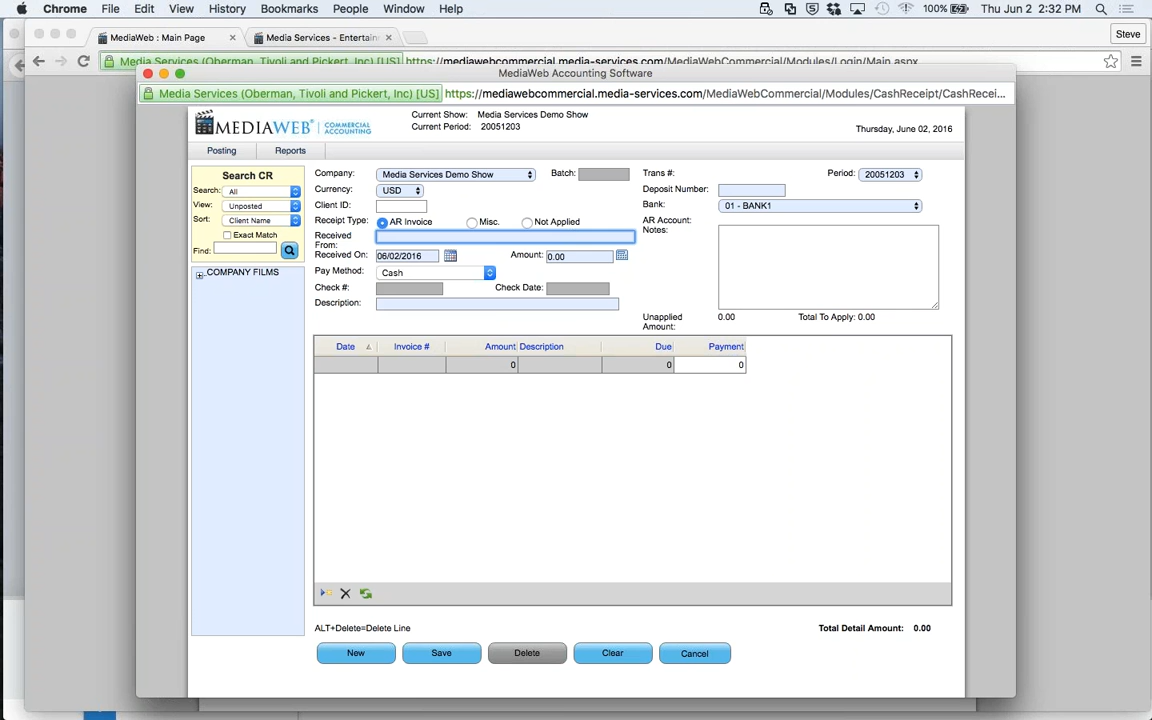 Chrome File Edit View History Bookmarks People Window Help 100% Thu Jun 2 2:32 PM
MediaWeb : Main Page Media Services - Entertain Steve
Media Services (Oberman, Tivoli and Pickert, Inc) [US] https://mediawebcommercial.media-services.com/MediaWebCommercial/Modules/Login/Main.aspx
MediaWeb Accounting Software
Media Services (Oberman, Tivoli and Pickert, Inc) [US] https://mediawebcommercial.media-services.com/MediaWebCommercial/Modules/CashReceipt/CashRecei...
MEDIAWEB® COMMERCIAL ACCOUNTING
Current Show: Media Services Demo Show
Current Period: 20051203
Thursday, June 02, 2016
Posting Reports
Search CR
Search: All
View: Unposted
Sort: Client Name
Exact Match
Find:
COMPANY FILMS
Company: Media Services Demo Show Batch: Trans #: Period: 20051203
Currency: USD Deposit Number:
Client ID: Bank: 01 - BANK1
Receipt Type: AR Invoice Misc. Not Applied AR Account:
Received From: Notes:
Received On: 06/02/2016 Amount: 0.00
Pay Method: Cash
Check #: Check Date:
Description:
Unapplied Amount: 0.00 Total To Apply: 0.00
Date Invoice # Amount Description Due Payment
0 0 0
ALT+Delete=Delete Line Total Detail Amount: 0.00
New Save Delete Clear Cancel